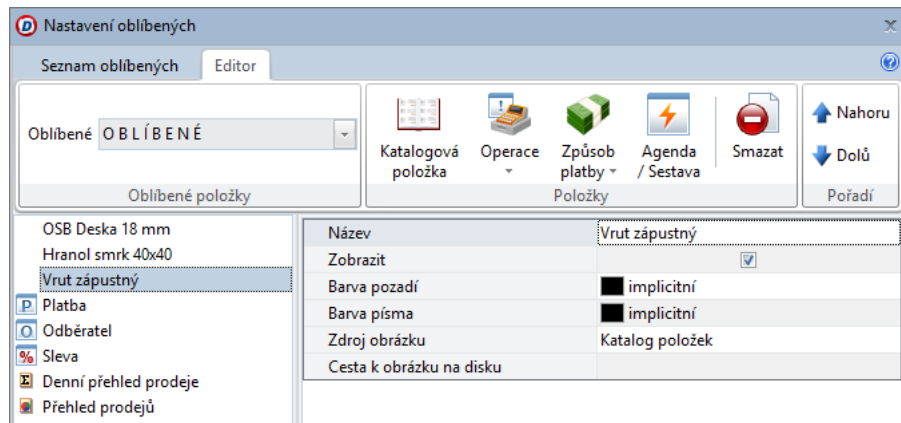 Nastavení oblíbených
Seznam oblíbených Editor
Oblíbené O B L Í B E N É
Oblíbené položky
Katalogová položka
Operace
Způsob platby
Agenda / Sestava
Smazat
Položky
Nahoru
Dolů
Pořadí
OSB Deska 18 mm
Hranol smrk 40x40
Vrut zápustný
P Platba
O Odběratel
% Sleva
Σ Denní přehled prodeje
Přehled prodejů
Název Vrut zápustný
Zobrazit
Barva pozadí implicitní
Barva písma implicitní
Zdroj obrázku Katalog položek
Cesta k obrázku na disku